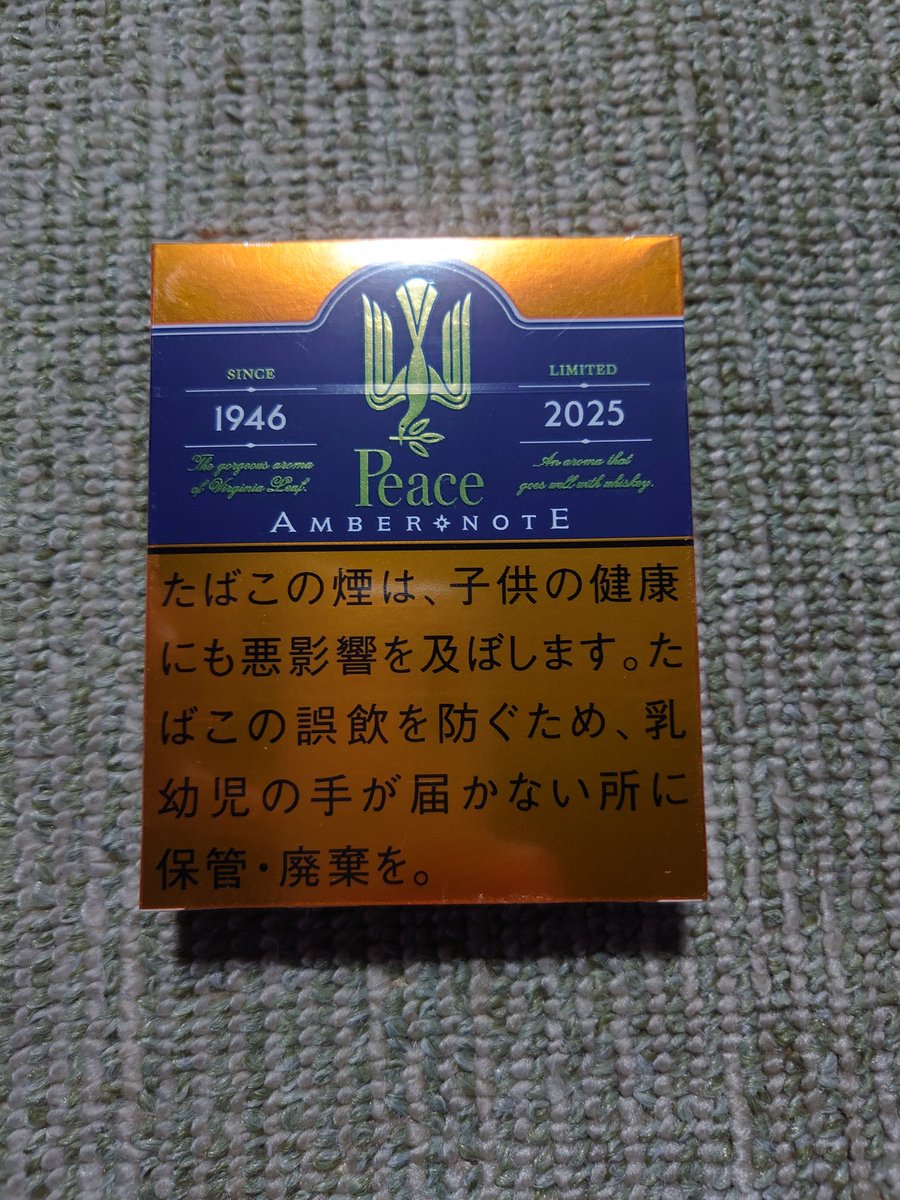 SINCE
1946
The gorgeous aroma
of Virginia Leaf.
LIMITED
2025
An aroma that
goes well with whiskey.
Peace
AMBER NOTE
たばこの煙は、子供の健康
にも悪影響を及ぼします。た
ばこの誤飲を防ぐため、乳
幼児の手が届かない所に
保管・廃棄を。